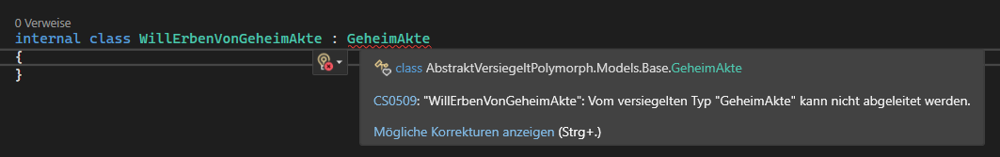 0 Verweise
internal class WillErbenVonGeheimAkte : GeheimAkte
{
}
class AbstraktVersiegeltPolymorph.Models.Base.GeheimAkte
CS0509: "WillErbenVonGeheimAkte": Vom versiegelten Typ "GeheimAkte" kann nicht abgeleitet werden.
Mögliche Korrekturen anzeigen (Strg+.)